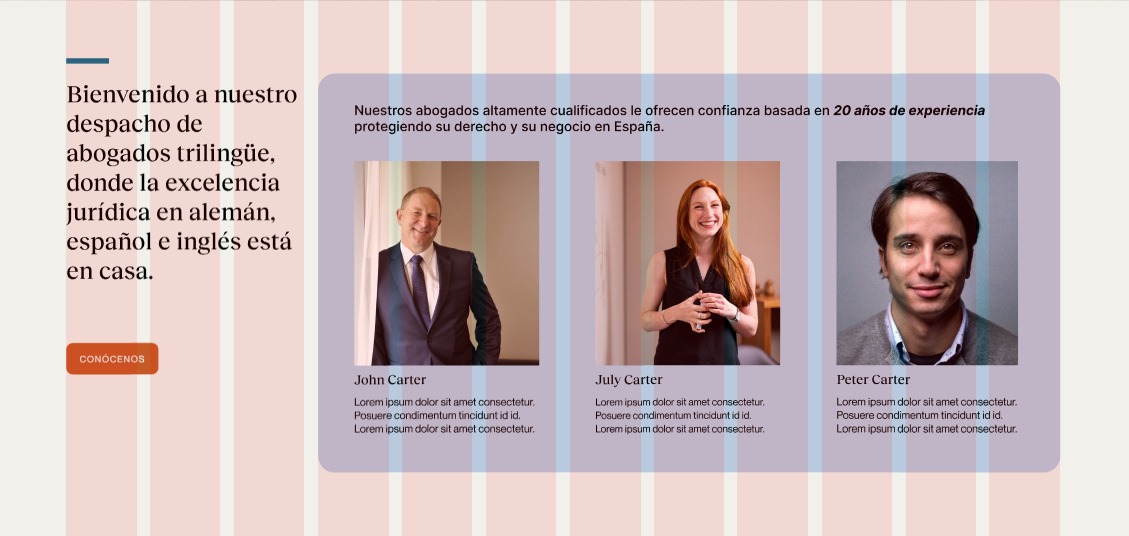 Bienvenido a nuestro
despacho de
abogados trilingüe,
donde la excelencia
jurídica en alemán,
español e inglés está
en casa.
CONÓCENOS
Nuestros abogados altamente cualificados le ofrecen confianza basada en 20 años de experiencia
protegiendo su derecho y su negocio en España.
John Carter
Lorem ipsum dolor sit amet consectetur.
Posuere condimentum tincidunt id id.
Lorem ipsum dolor sit amet consectetur.
July Carter
Lorem ipsum dolor sit amet consectetur.
Posuere condimentum tincidunt id id.
Lorem ipsum dolor sit amet consectetur.
Peter Carter
Lorem ipsum dolor sit amet consectetur.
Posuere condimentum tincidunt id id.
Lorem ipsum dolor sit amet consectetur.